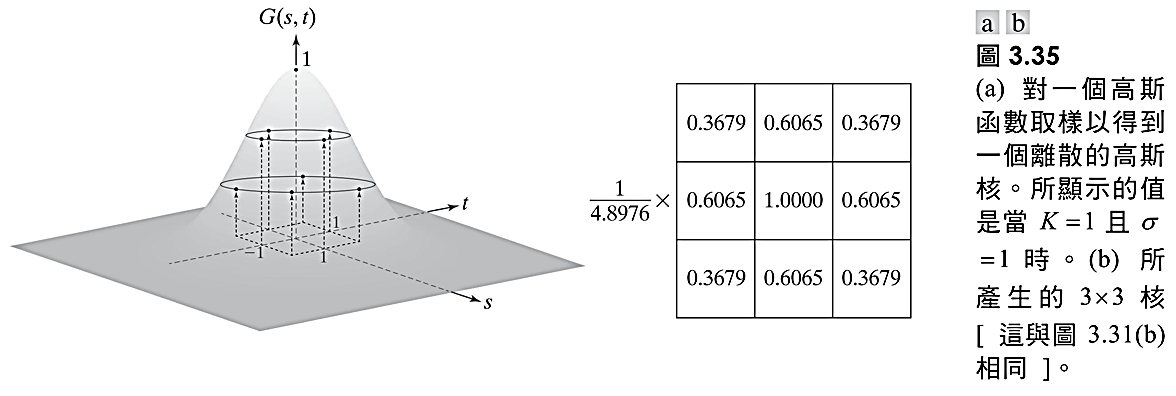 G(s, t)
1
t
1
−1
1
s
1/4.8976 ×
0.3679 0.6065 0.3679
0.6065 1.0000 0.6065
0.3679 0.6065 0.3679
a b
圖 3.35
(a) 對一個高斯
函數取樣以得到
一個離散的高斯
核。所顯示的值
是當 K =1 且 σ
=1 時。(b) 所
產生的 3×3 核
[ 這與圖 3.31(b)
相同 ]。